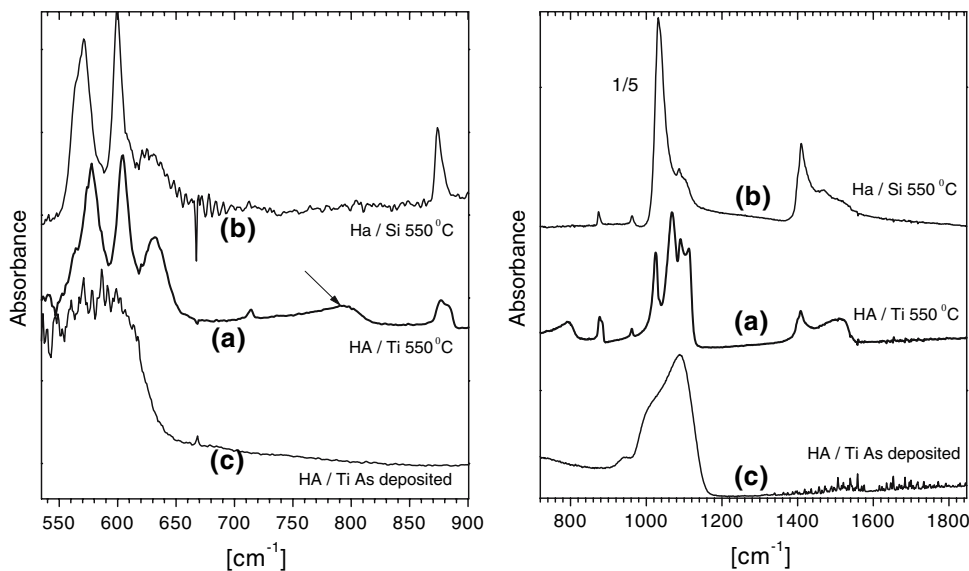 Absorbance
(b)
Ha / Si 550 ⁰C
(a)
HA / Ti 550 ⁰C
(c)
HA / Ti As deposited
550 600 650 700 750 800 850 900
[cm⁻¹]
Absorbance
1/5
(b)
Ha / Si 550 ⁰C
(a)
HA / Ti 550 ⁰C
HA / Ti As deposited
(c)
800 1000 1200 1400 1600 1800
[cm⁻¹]